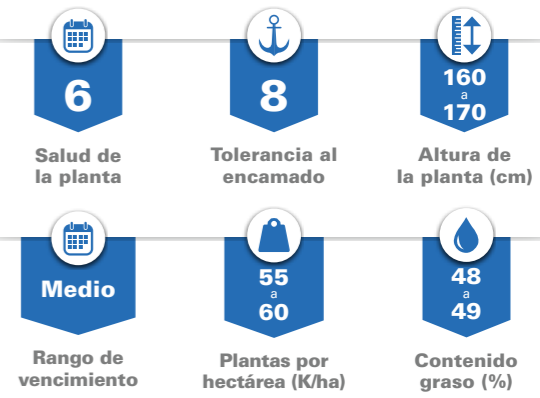 6
8
160
a
170
Salud de
la planta
Tolerancia al
encamado
Altura de
la planta (cm)
Medio
55
a
60
48
a
49
Rango de
vencimiento
Plantas por
hectárea (K/ha)
Contenido
graso (%)